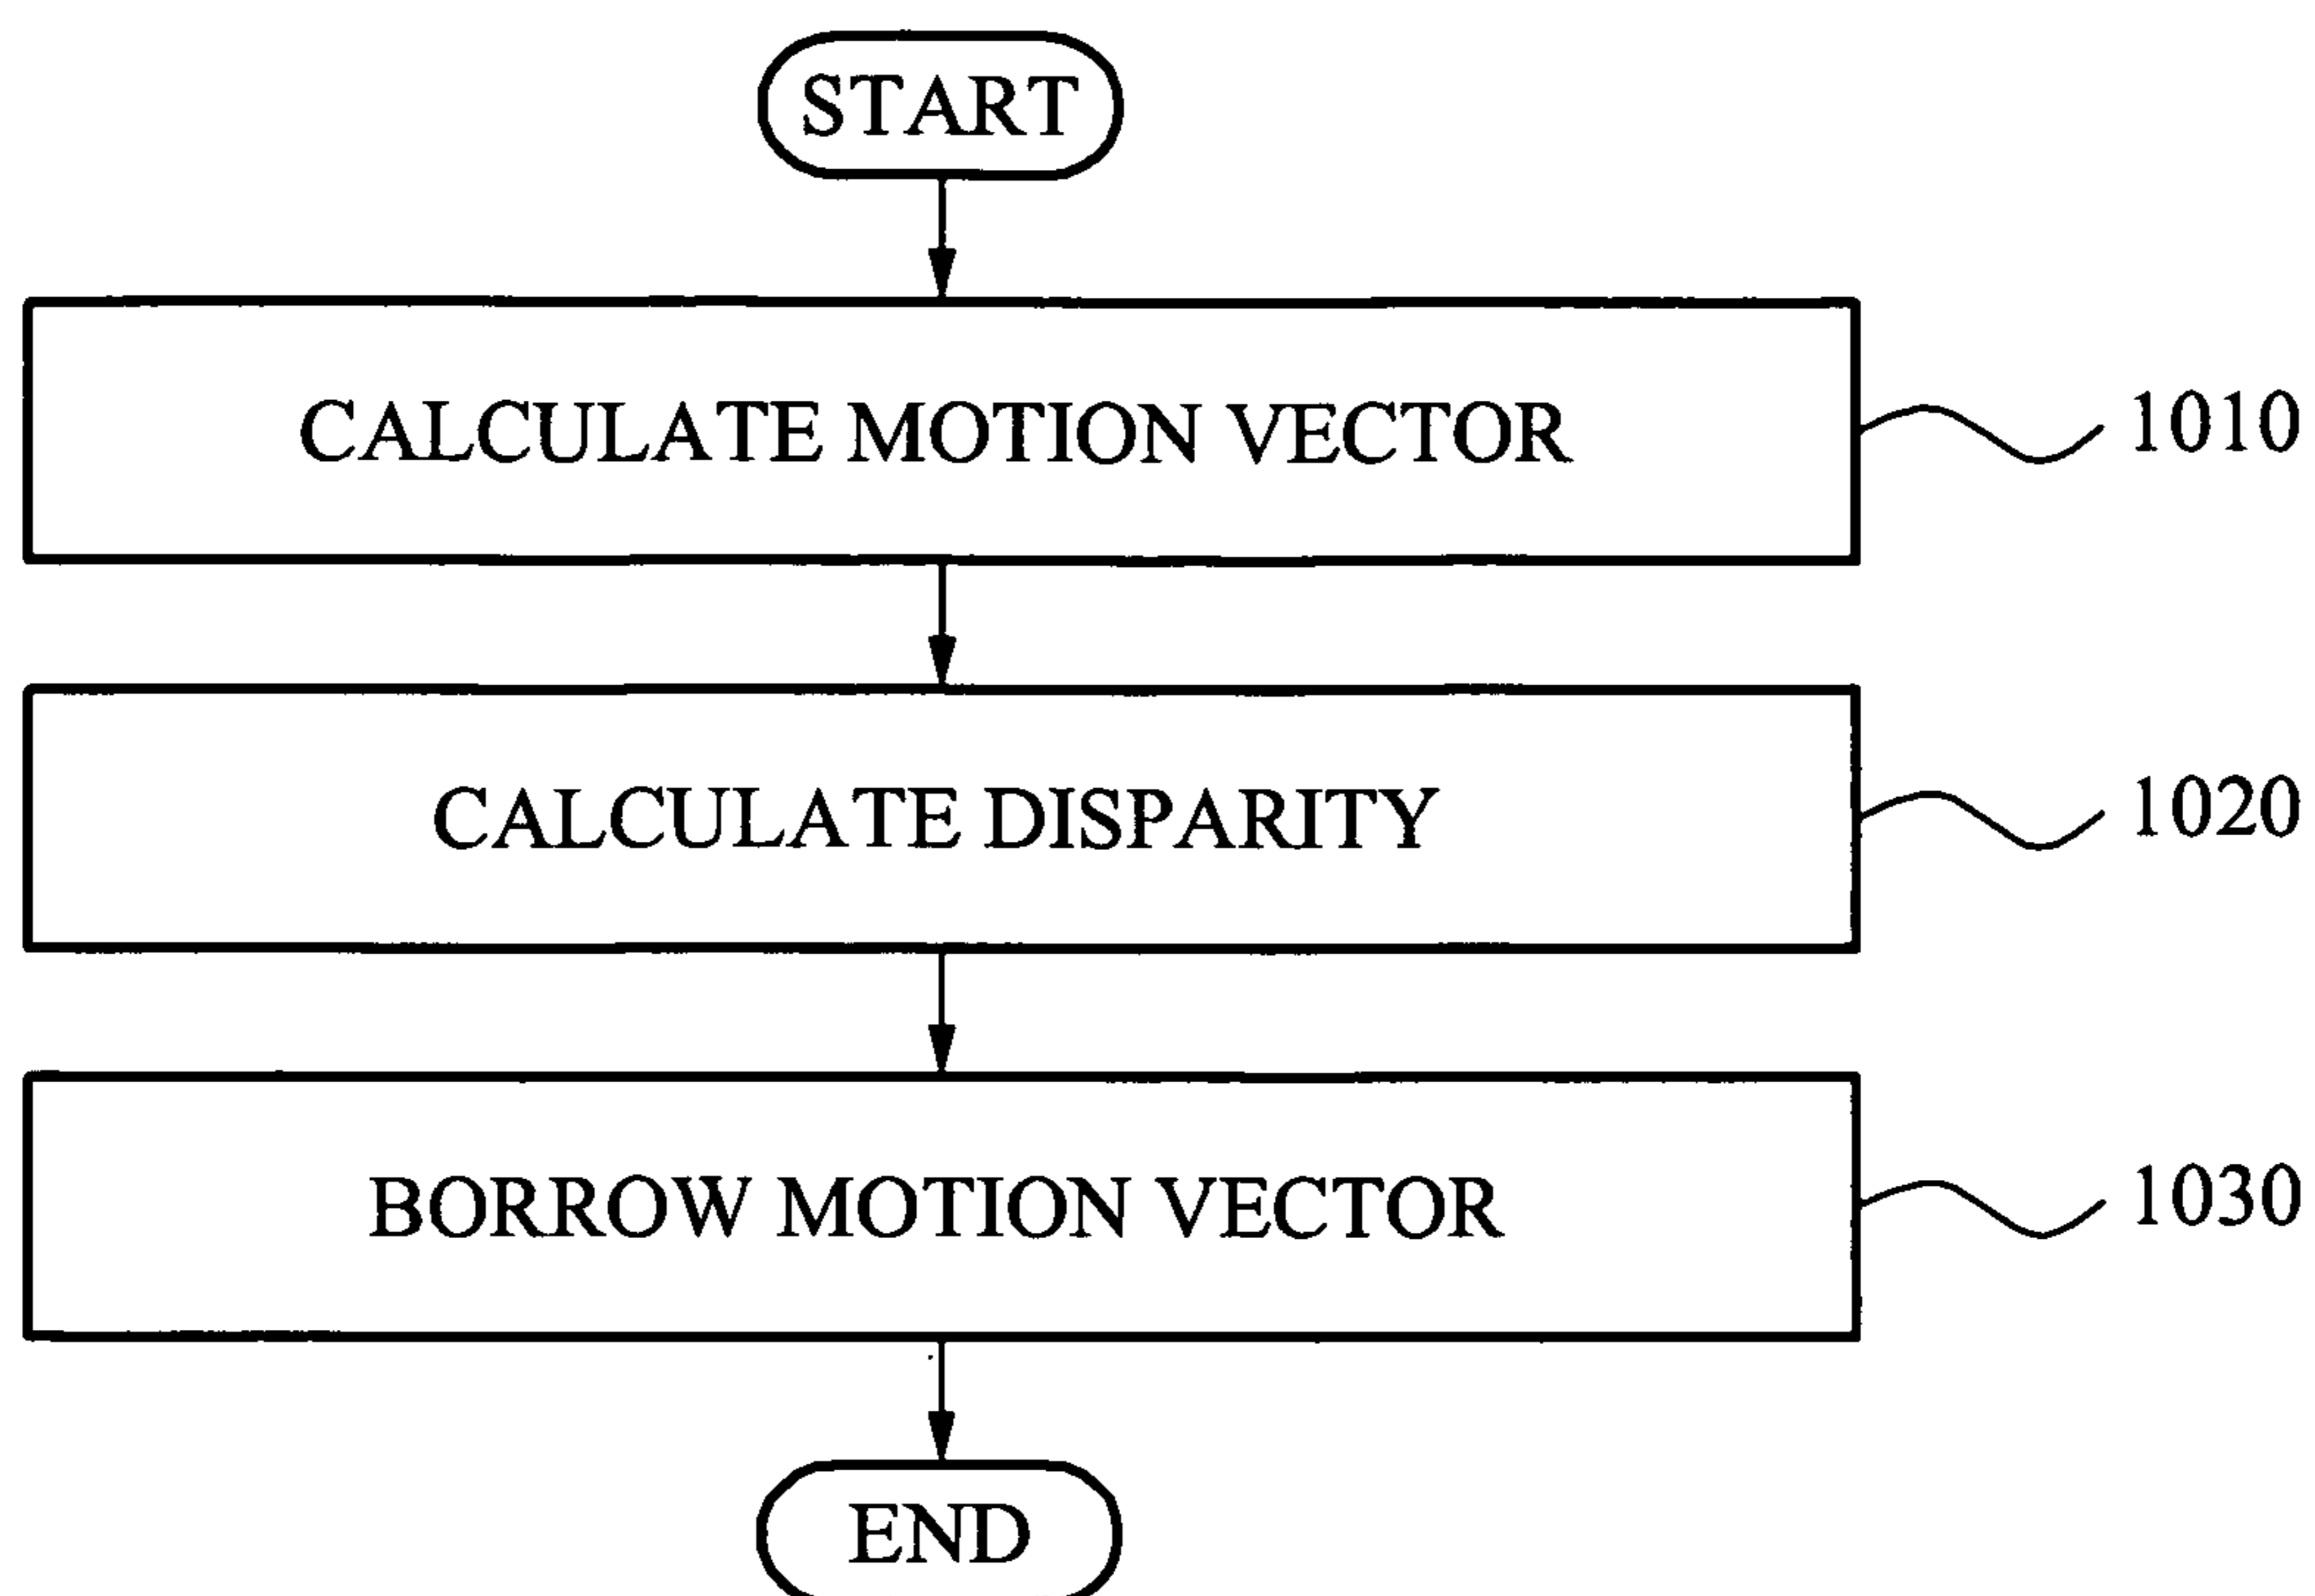 START
CALCULATE MOTION VECTOR
1010
CALCULATE DISPARITY
1020
BORROW MOTION VECTOR
1030
END